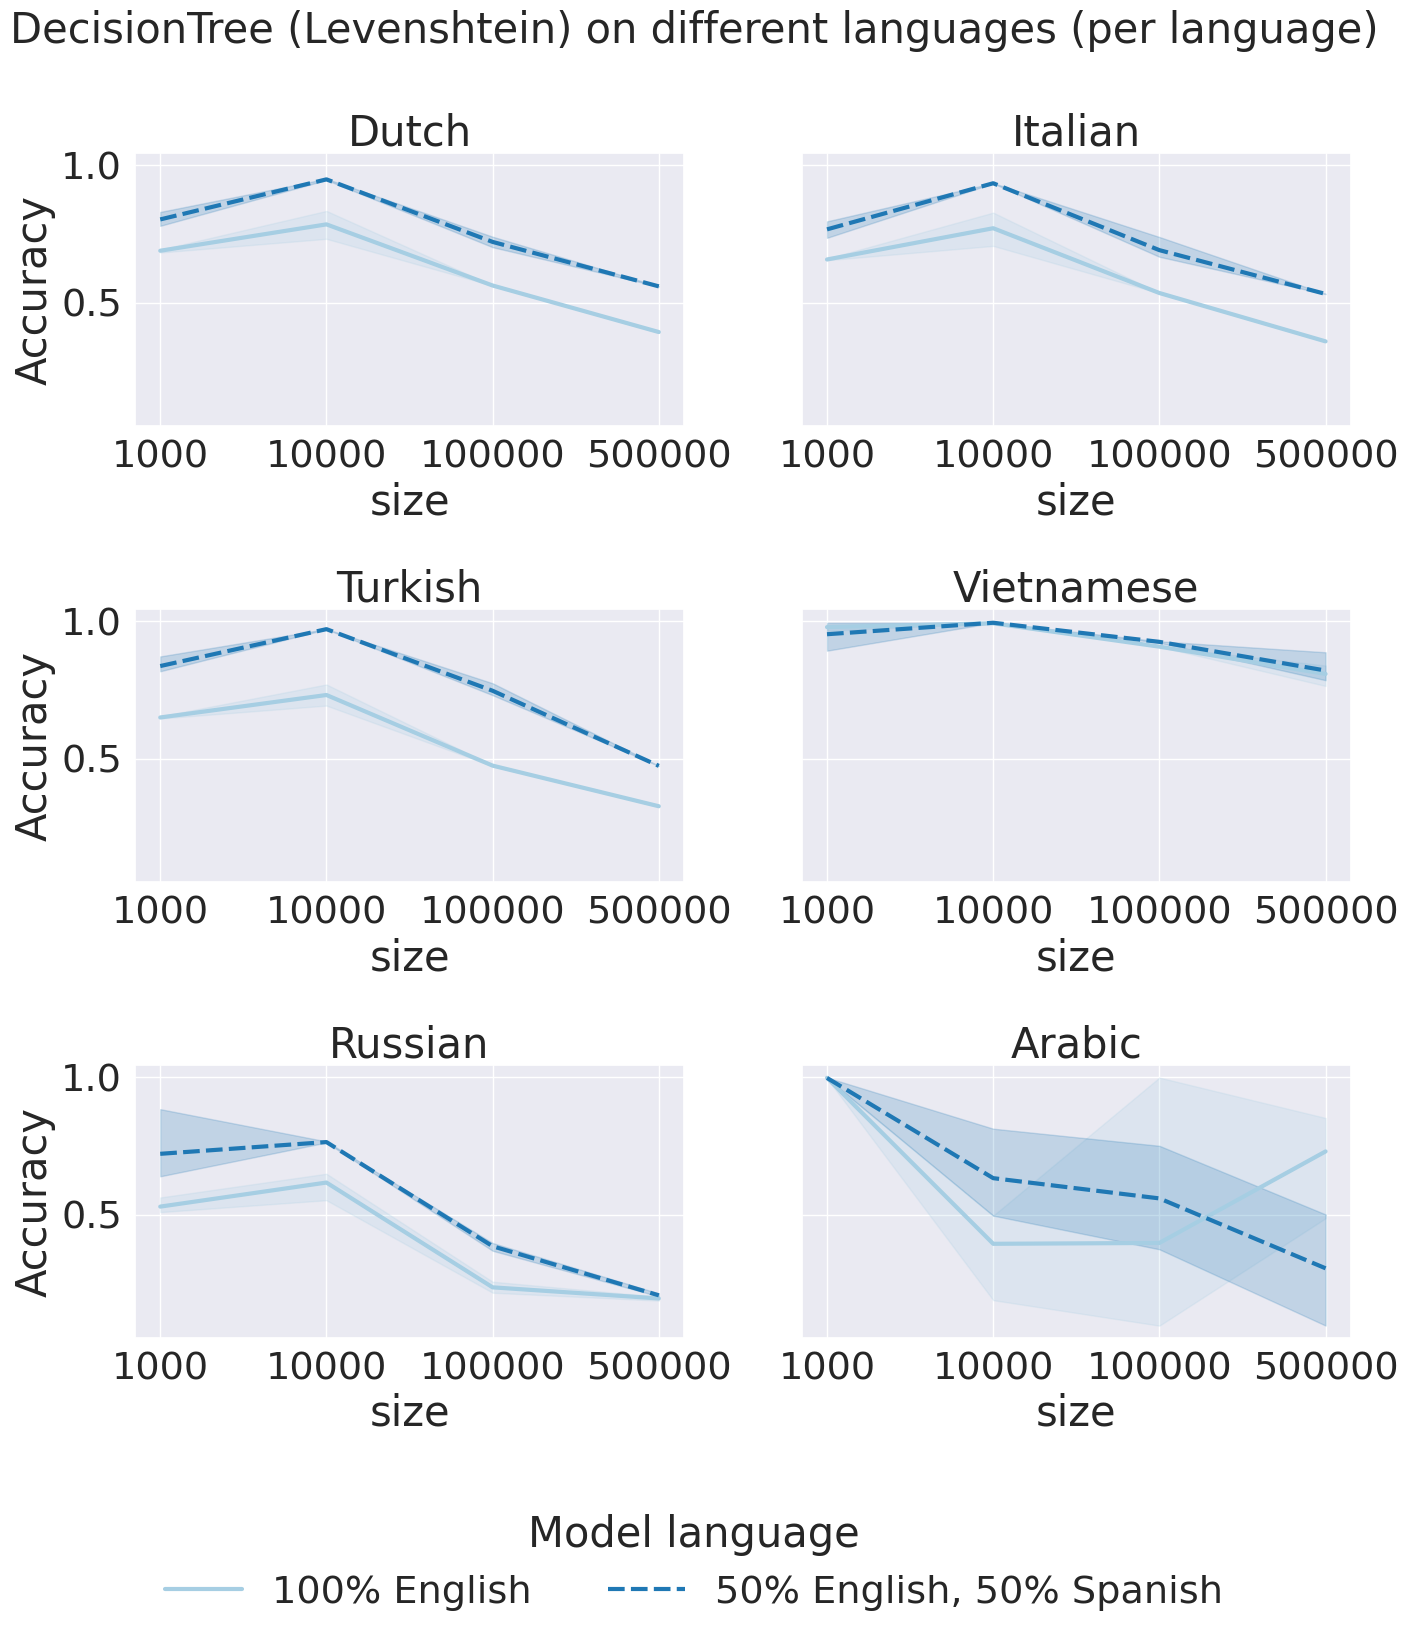 DecisionTree (Levenshtein) on different languages (per language)
Dutch
Italian
Accuracy
1.0
0.5
1000 10000 100000 500000
size
1000 10000 100000 500000
size
Turkish
Vietnamese
Accuracy
1.0
0.5
1000 10000 100000 500000
size
1000 10000 100000 500000
size
Russian
Arabic
Accuracy
1.0
0.5
1000 10000 100000 500000
size
1000 10000 100000 500000
size
Model language
100% English
50% English, 50% Spanish